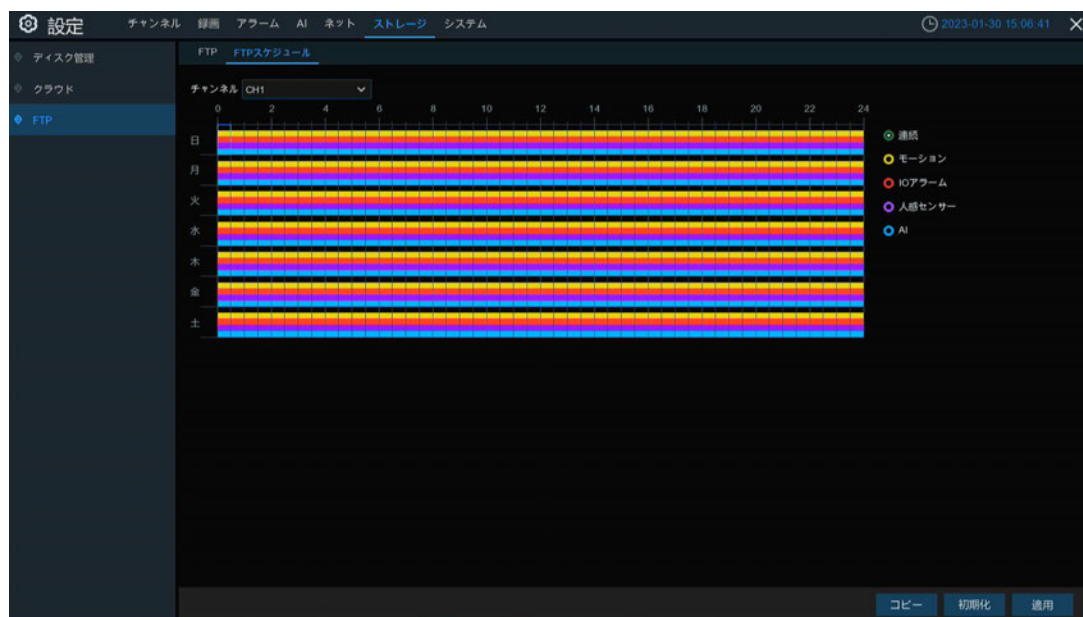 設定 チャンネル 録画 アラーム AI ネット ストレージ システム 2023-01-30 15:06:41
ディスク管理
クラウド
FTP
FTP FTPスケジュール
チャンネル CH1
0 2 4 6 8 10 12 14 16 18 20 22 24
日
月
火
水
木
金
土
連続
モーション
IOアラーム
人感センサー
AI
コピー 初期化 適用